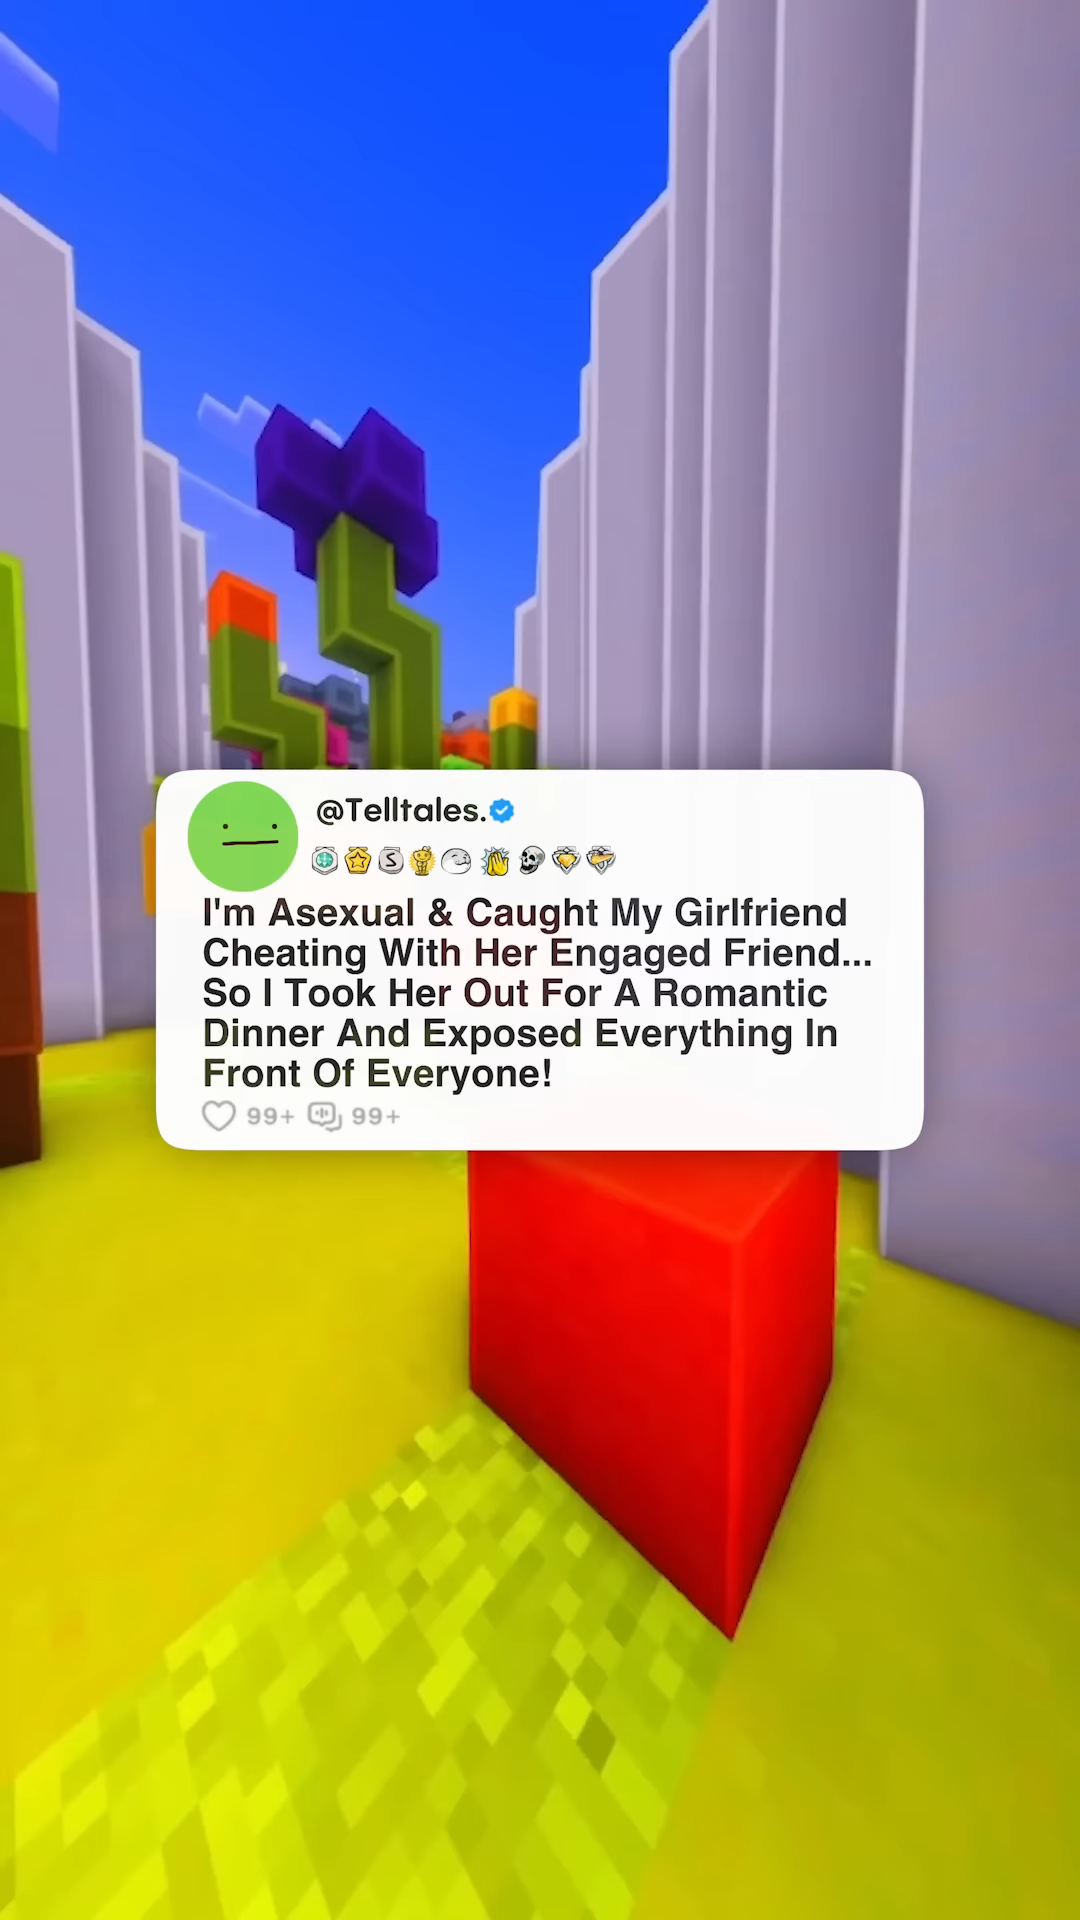 @Telltales.
I'm Asexual & Caught My Girlfriend
Cheating With Her Engaged Friend...
So I Took Her Out For A Romantic
Dinner And Exposed Everything In
Front Of Everyone!
99+ 99+